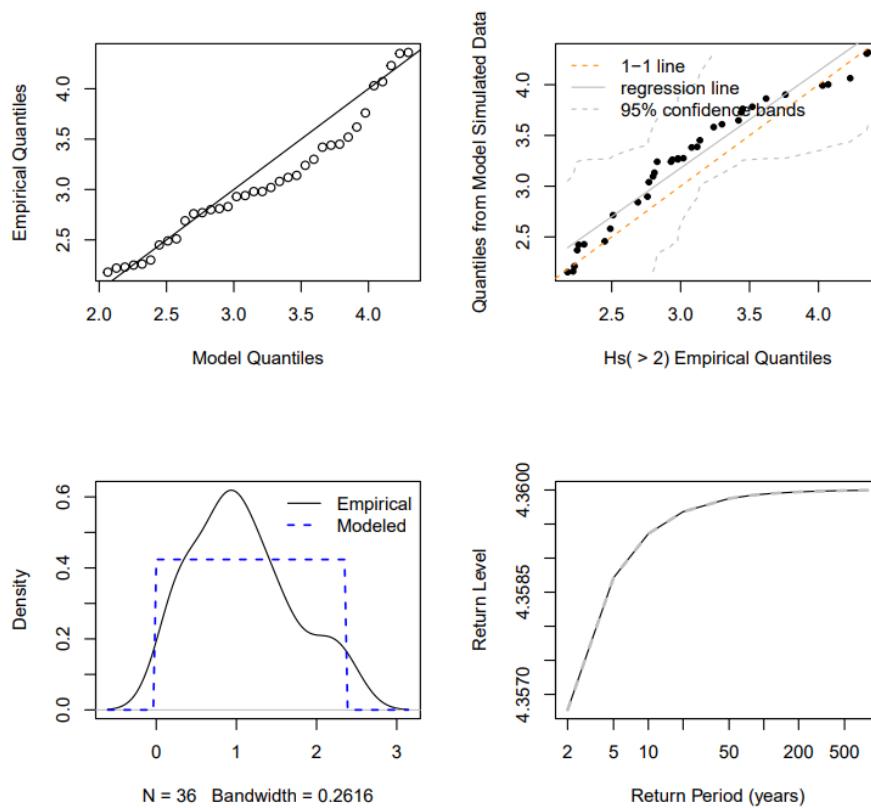 Empirical Quantiles
4.0
3.5
3.0
2.5
2.0 2.5 3.0 3.5 4.0
Model Quantiles
Quantiles from Model Simulated Data
4.0
3.5
3.0
2.5
1−1 line
regression line
95% confidence bands
2.5 3.0 3.5 4.0
Hs( > 2) Empirical Quantiles
Density
0.6
0.4
0.2
0.0
Empirical
Modeled
0 1 2 3
N = 36 Bandwidth = 0.2616
Return Level
4.3600
4.3585
4.3570
2 5 10 50 200 500
Return Period (years)